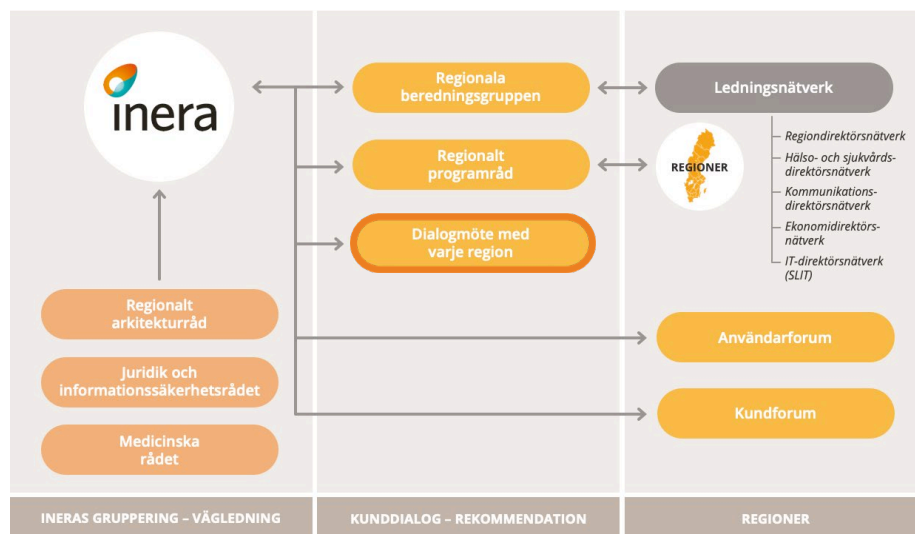 inera
Regionalt
arkitekturråd
Juridik och
informationssäkerhetsrådet
Medicinska
rådet
INERAS GRUPPERING – VÄGLEDNING
Regionala
beredningsgruppen
Regionalt
programråd
Dialogmöte med
varje region
KUNDDIALOG – REKOMMENDATION
Ledningsnätverk
REGIONER
Regiondirektörsnätverk
Hälso- och sjukvårds-
direktörsnätverk
Kommunikations-
direktörsnätverk
Ekonomidirektörs-
nätverk
IT-direktörsnätverk
(SLIT)
Användarforum
Kundforum
REGIONER